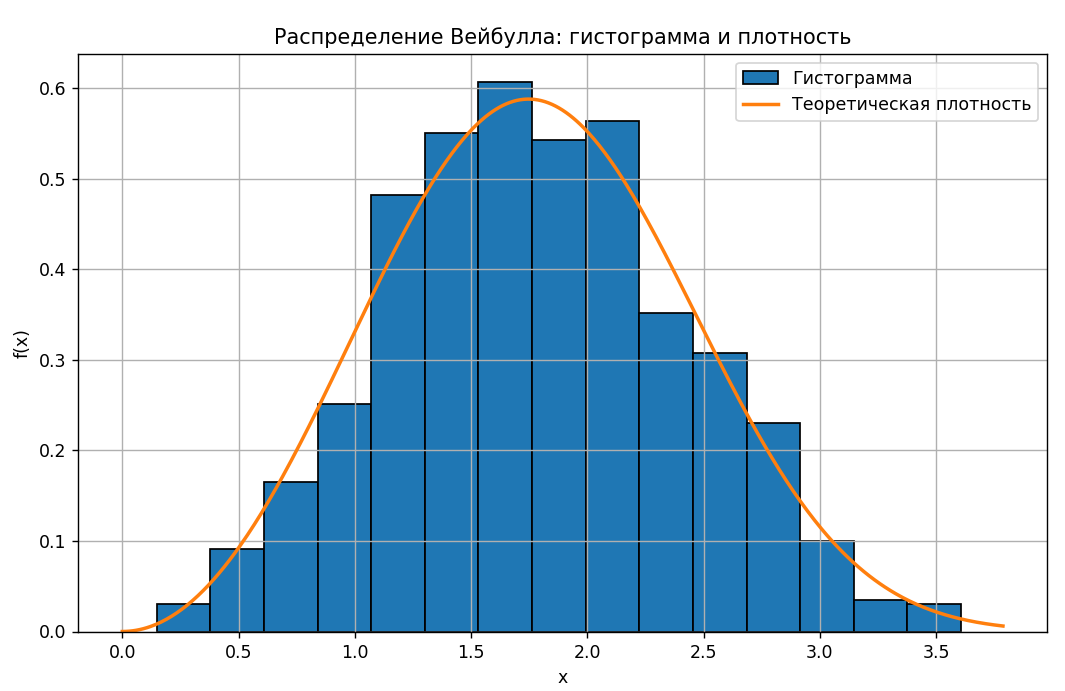 Распределение Вейбулла: гистограмма и плотность
Гистограмма
Теоретическая плотность
f(x)
0.6
0.5
0.4
0.3
0.2
0.1
0.0
0.0 0.5 1.0 1.5 2.0 2.5 3.0 3.5
x